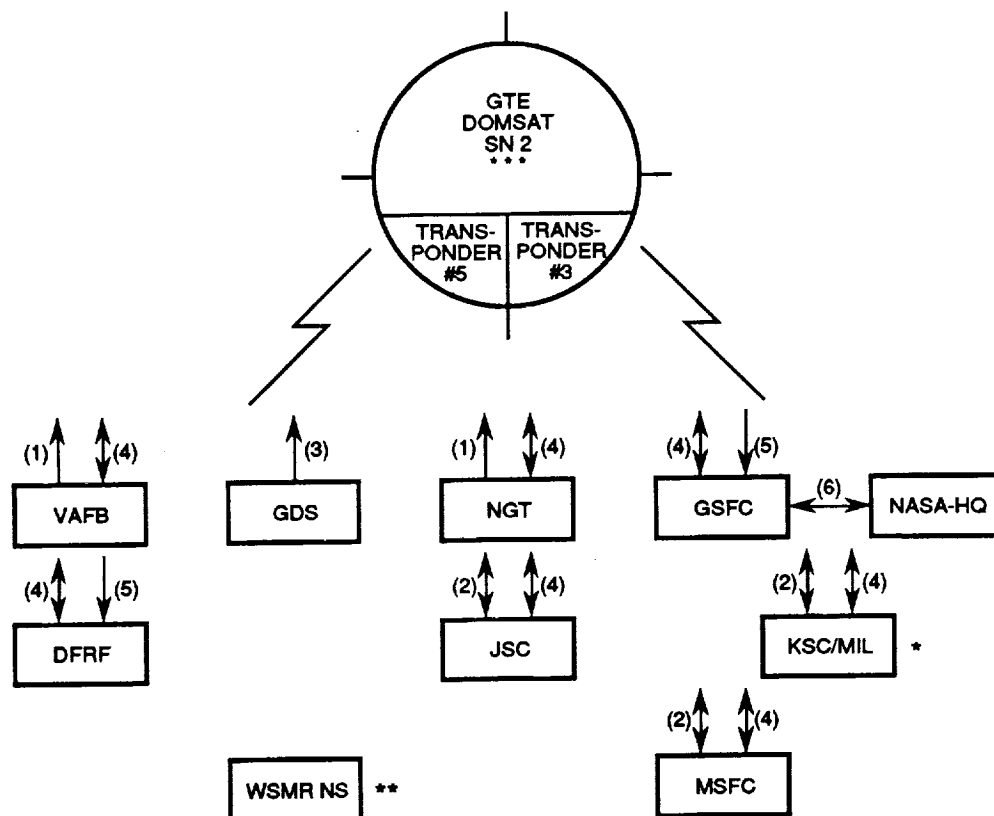 GTE
DOMSAT
SN 2
* * *
TRANS-
PONDER
#5
TRANS-
PONDER
#3
(1)
(4)
(3)
(1)
(4)
(4)
(5)
VAFB
GDS
NGT
GSFC
(6)
NASA-HQ
(4)
(5)
(2)
(4)
(2)
(4)
DFRF
JSC
KSC/MIL
*
(2)
(4)
WSMR NS
**
MSFC